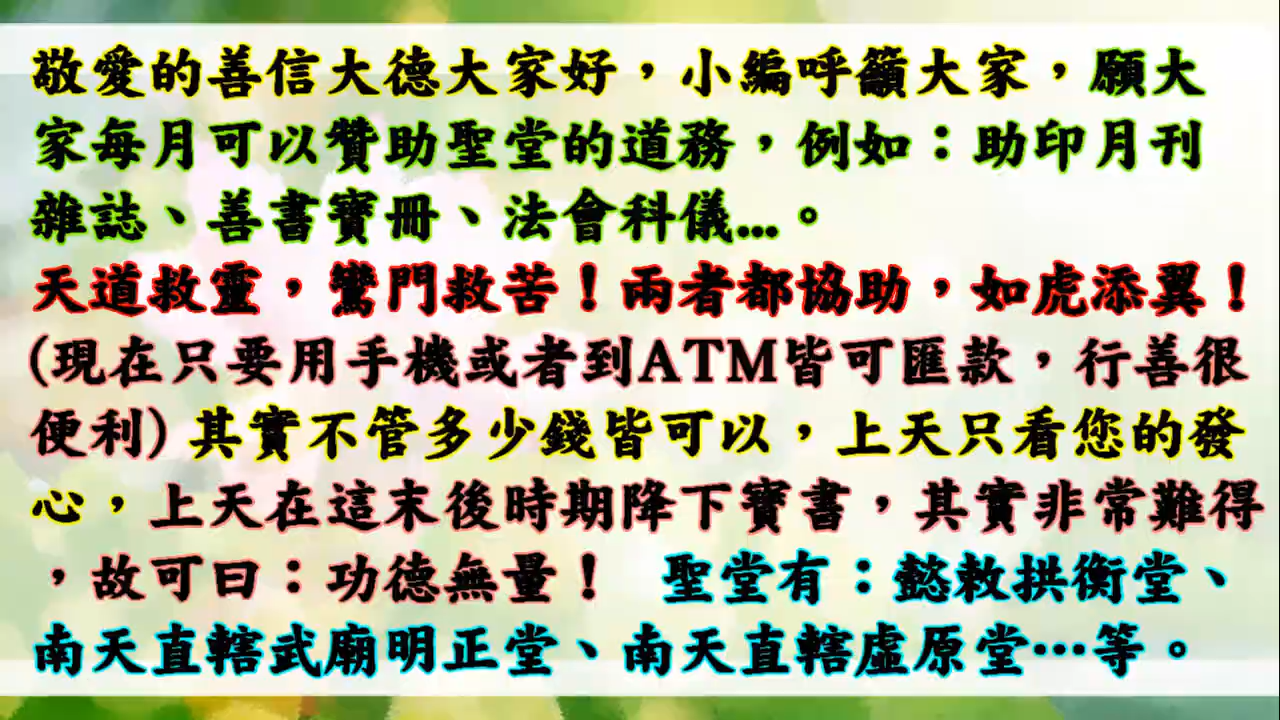 敬愛的善信大德大家好，小編呼籲大家，願大
家每月可以贊助聖堂的道務，例如：助印月刊
雜誌、善書寶冊、法會科儀...。
天道救靈，鸞門救苦！兩者都協助，如虎添翼！
(現在只要用手機或者到ATM皆可匯款，行善很
便利) 其實不管多少錢皆可以，上天只看您的發
心，上天在這末後時期降下寶書，其實非常難得
，故可曰：功德無量！ 聖堂有：懿敕拱衡堂、
南天直轄武廟明正堂、南天直轄虛原堂…等。